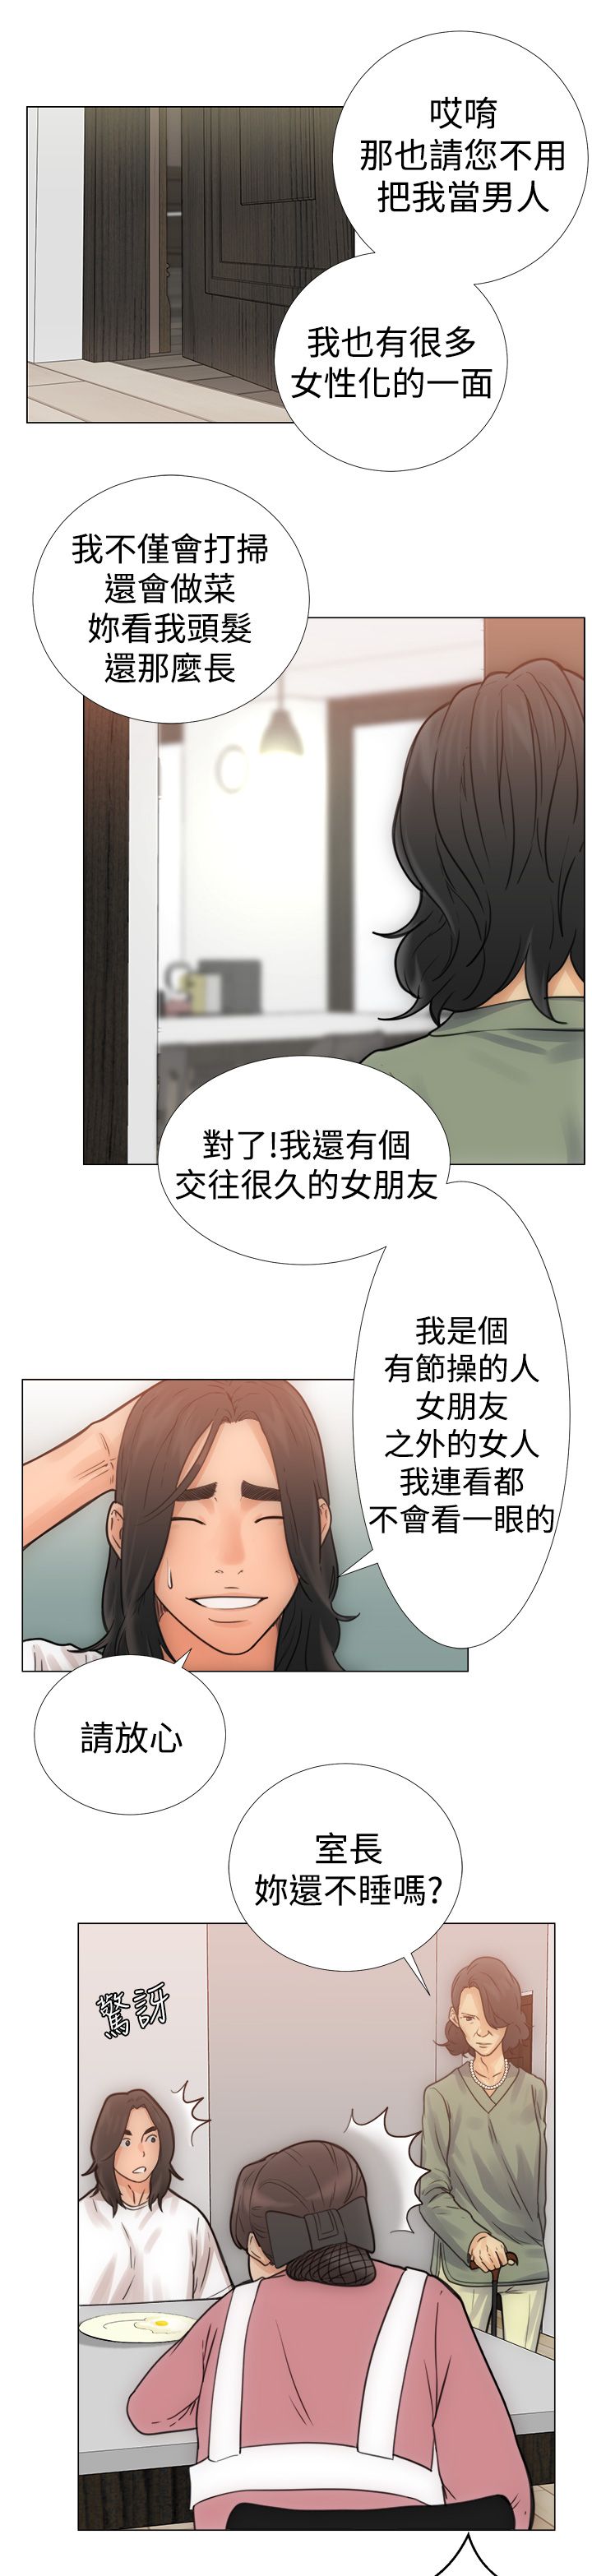 哎唷
那也請您不用
把我當男人
我也有很多
女性化的一面
我不僅會打掃
還會做菜
妳看我頭髮
還那麼長
對了!我還有個
交往很久的女朋友
我是個
有節操的人
女朋友
之外的女人
我連看都
不會看一眼的
請放心
室長
妳還不睡嗎?
驚訝